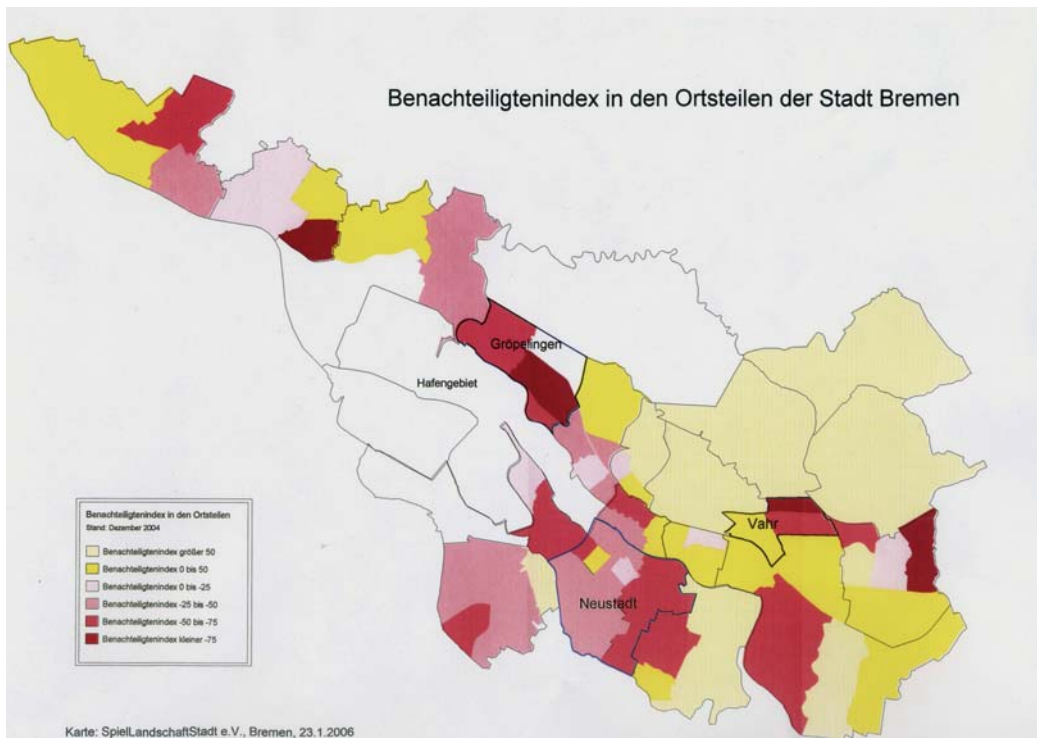 Benachteiligtenindex in den Ortsteilen der Stadt Bremen
Gröpelingen
Hafengebiet
Vahr
Neustadt
Benachteiligtenindex in den Ortsteilen
Stand: Dezember 2004
Benachteiligtenindex größer 50
Benachteiligtenindex 0 bis 50
Benachteiligtenindex 0 bis -25
Benachteiligtenindex -25 bis -50
Benachteiligtenindex -50 bis -75
Benachteiligtenindex kleiner -75
Karte: SpielLandschaftStadt e.V., Bremen, 23.1.2006